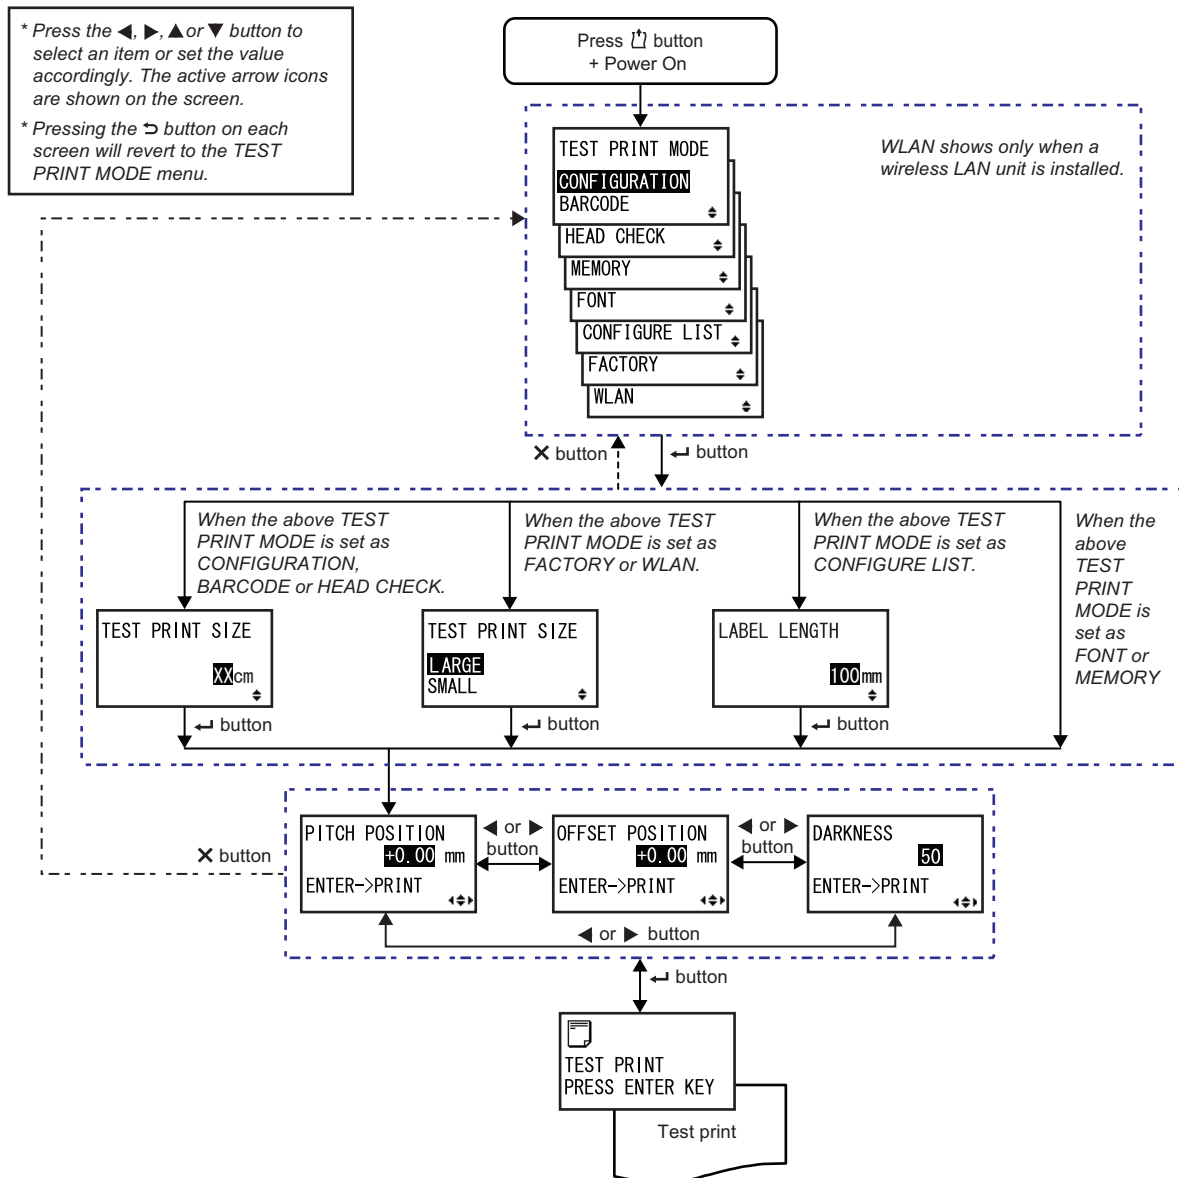 * Press the ◀, ▶, ▲ or ▼ button to
select an item or set the value
accordingly. The active arrow icons
are shown on the screen.
* Pressing the ⮌ button on each
screen will revert to the TEST
PRINT MODE menu.
Press button
+ Power On
WLAN shows only when a
wireless LAN unit is installed.
TEST PRINT MODE
CONFIGURATION
BARCODE
HEAD CHECK
MEMORY
FONT
CONFIGURE LIST
FACTORY
WLAN
✕ button
↵ button
When the above TEST
PRINT MODE is set as
CONFIGURATION,
BARCODE or HEAD CHECK.
When the above TEST
PRINT MODE is set as
FACTORY or WLAN.
When the above TEST
PRINT MODE is set as
CONFIGURE LIST.
When the
above
TEST
PRINT
MODE is
set as
FONT or
MEMORY
TEST PRINT SIZE
XXcm
TEST PRINT SIZE
LARGE
SMALL
LABEL LENGTH
100mm
↵ button
↵ button
↵ button
✕ button
PITCH POSITION
+0.00 mm
ENTER->PRINT
◀ or ▶
button
OFFSET POSITION
+0.00 mm
ENTER->PRINT
◀ or ▶
button
DARKNESS
50
ENTER->PRINT
◀ or ▶ button
↵ button
TEST PRINT
PRESS ENTER KEY
Test print